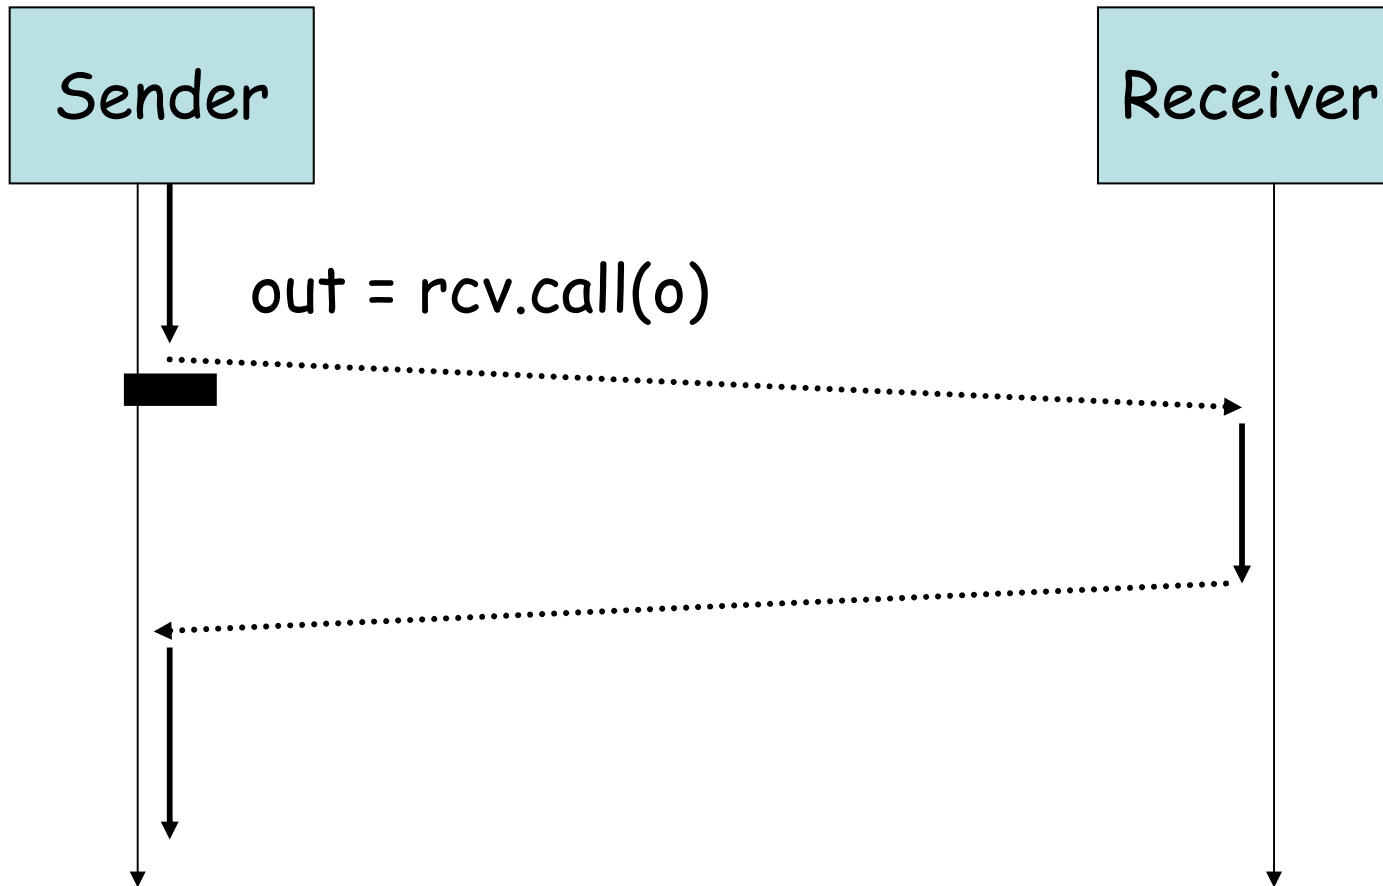 Sender
Receiver
out = rcv.call(o)